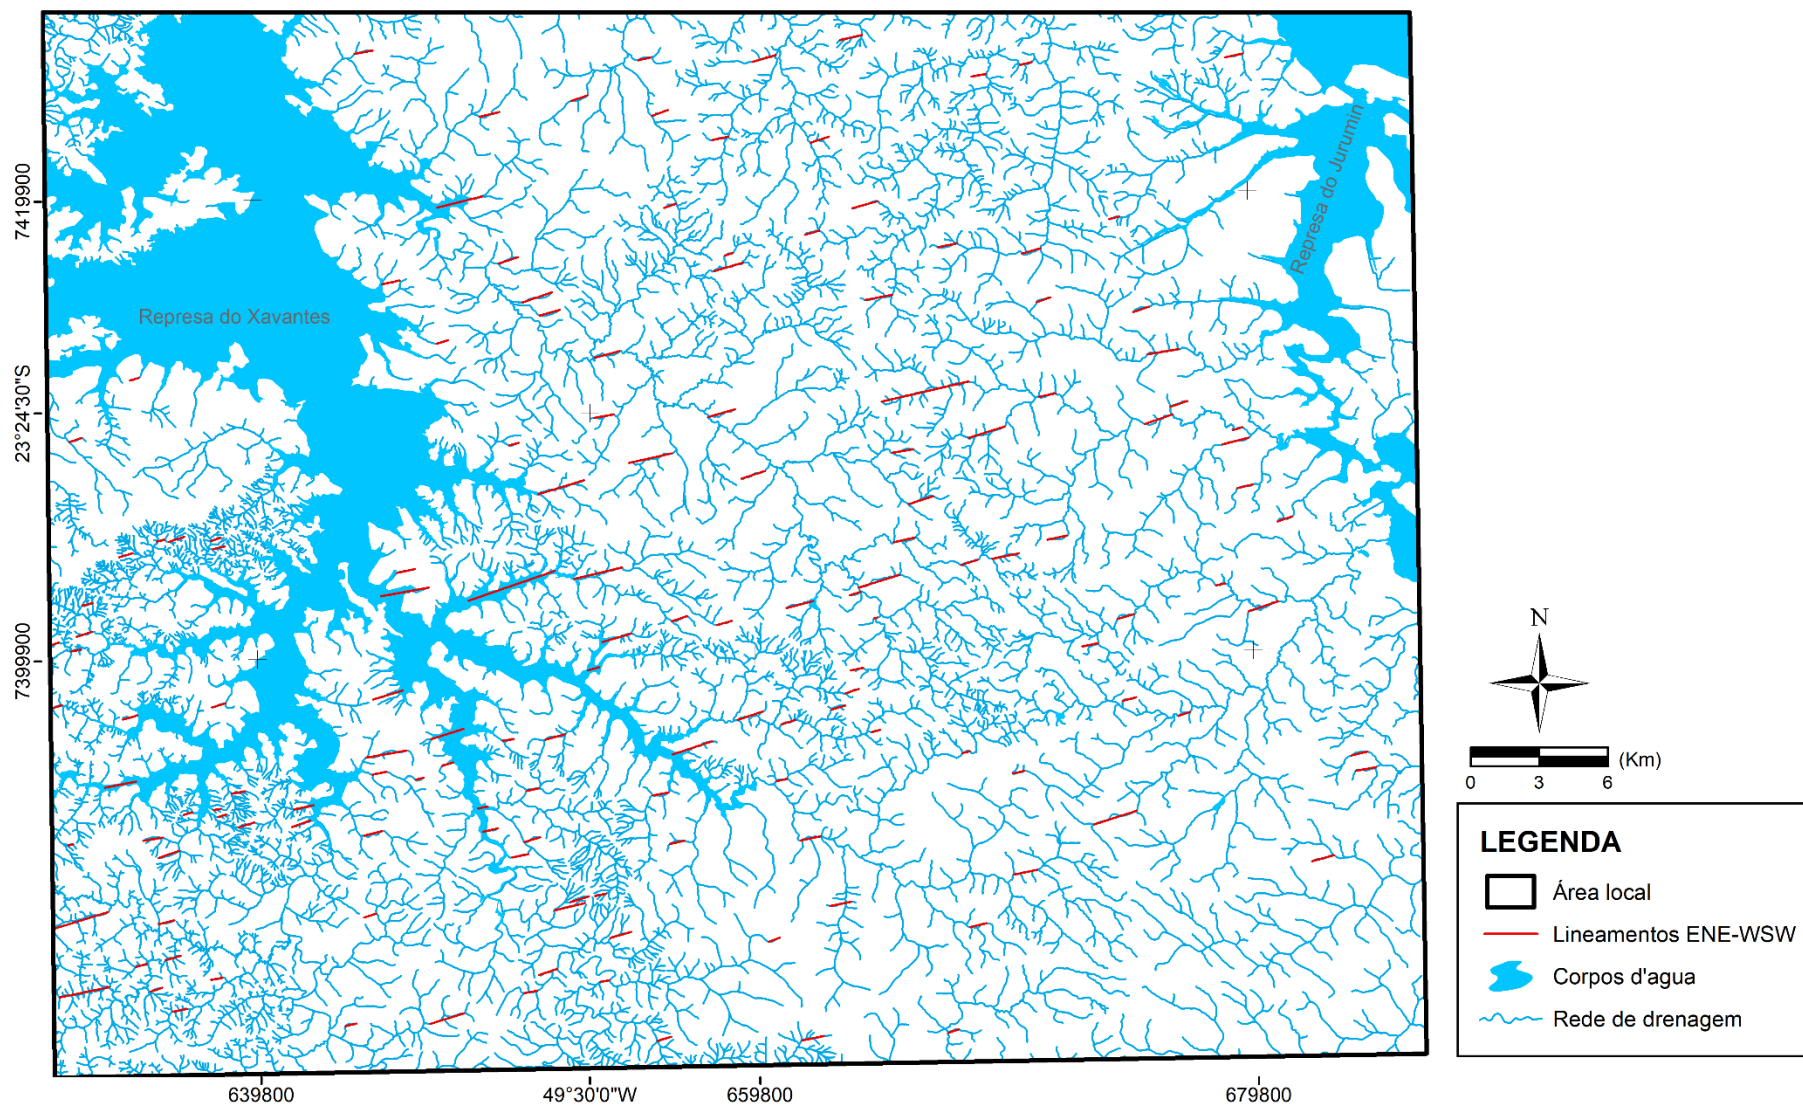 7419900
23°24'30"S
7399900
639800
49°30'0"W
659800
679800
Represa do Xavantes
Represa do Jurumin
N
(Km)
0 3 6
LEGENDA
Área local
Lineamentos ENE-WSW
Corpos d'agua
Rede de drenagem